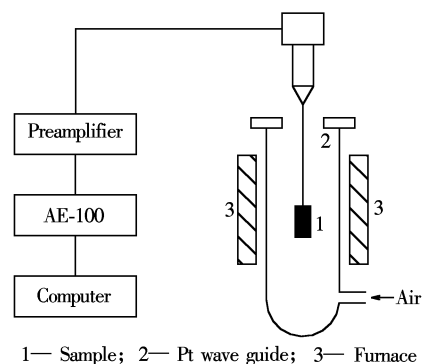 Preamplifier
2
AE-100
3
1
3
Computer
Air
1— Sample; 2— Pt wave guide; 3— Furnace